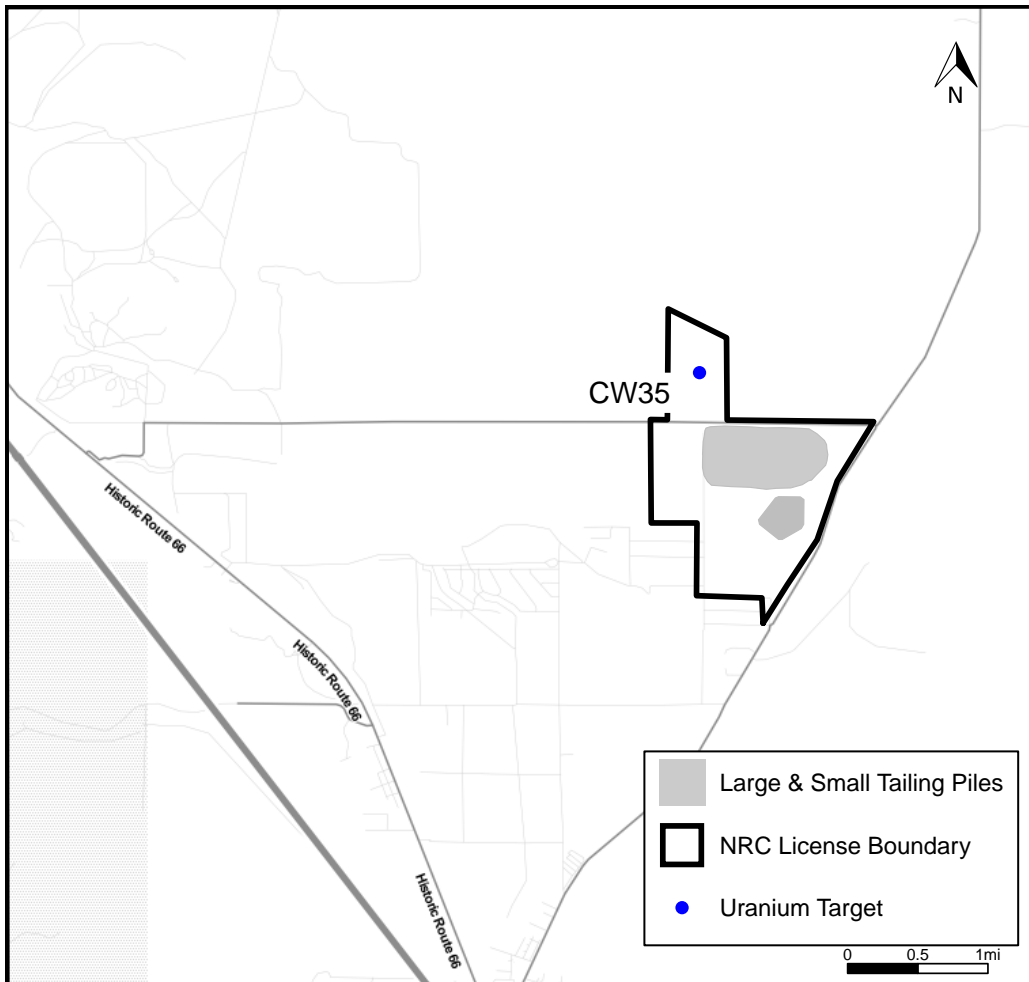 N
CW35
Historic Route 66
Historic Route 66
Historic Route 66
Large & Small Tailing Piles
NRC License Boundary
Uranium Target
0 0.5 1mi